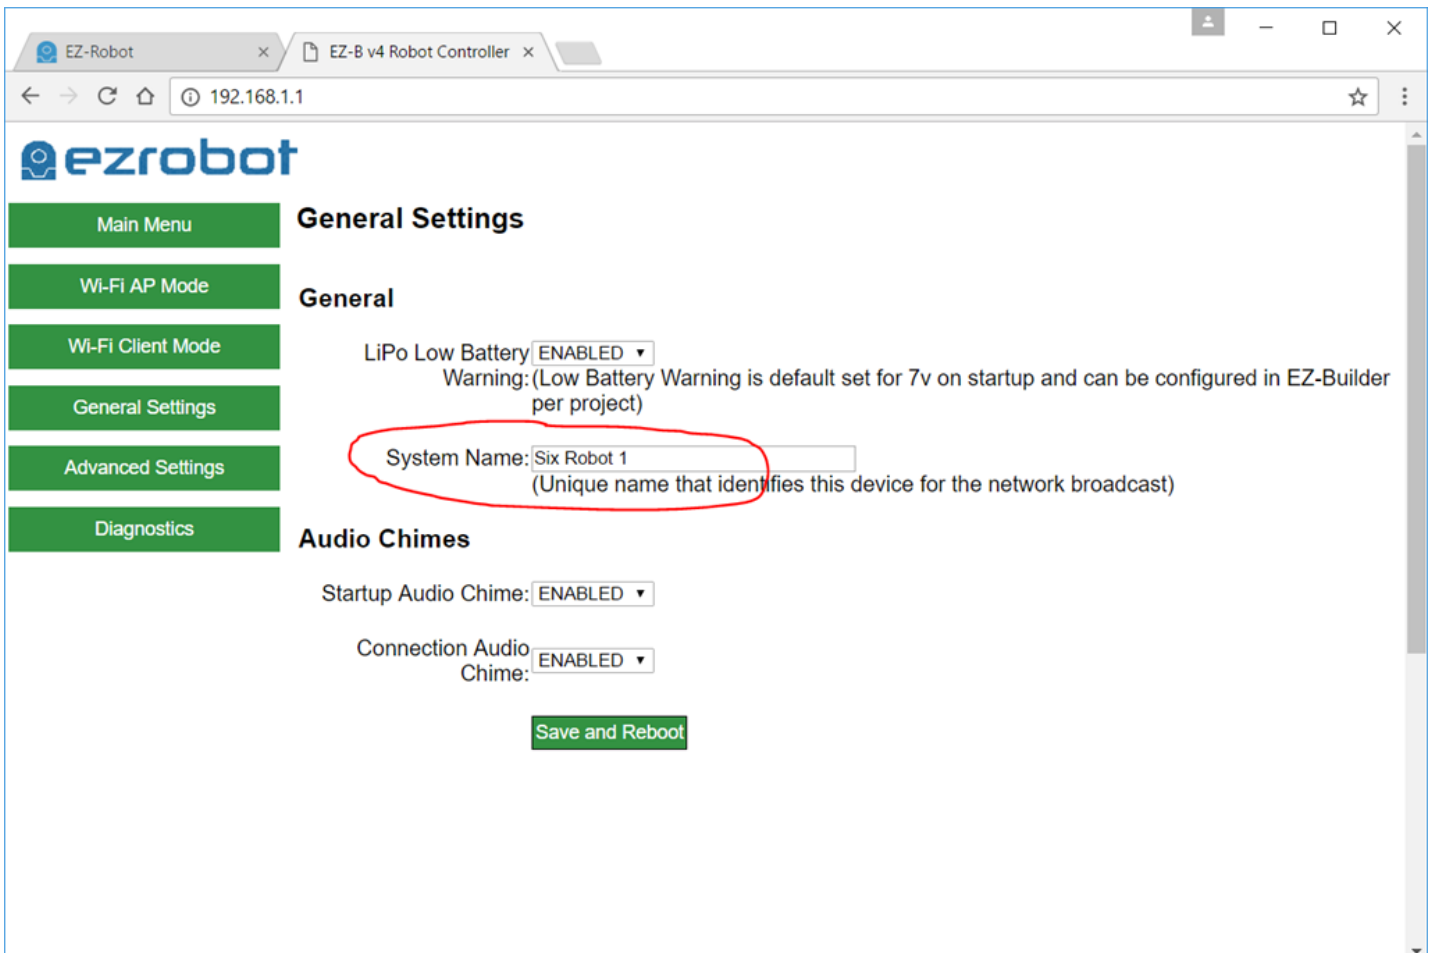 EZ-Robot
EZ-B v4 Robot Controller
192.168.1.1
ezrobot
Main Menu
Wi-Fi AP Mode
Wi-Fi Client Mode
General Settings
Advanced Settings
Diagnostics
General Settings
General
LiPo Low Battery ENABLED
Warning: (Low Battery Warning is default set for 7v on startup and can be configured in EZ-Builder
per project)
System Name: Six Robot 1
(Unique name that identifies this device for the network broadcast)
Audio Chimes
Startup Audio Chime: ENABLED
Connection Audio
Chime: ENABLED
Save and Reboot